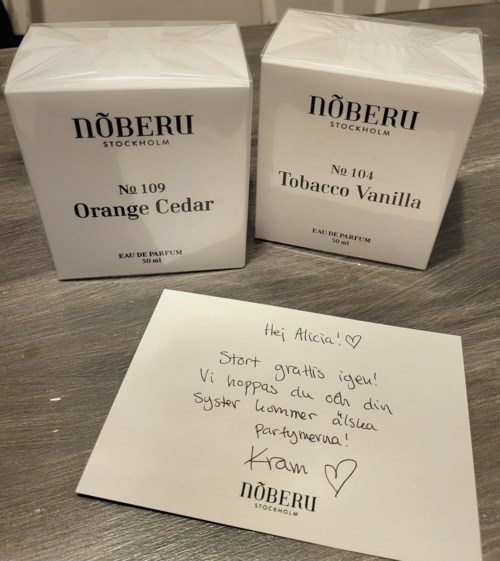 NÕBERU
STOCKHOLM
No 109
Orange Cedar
EAU DE PARFUM
50 ml
NÕBERU
STOCKHOLM
No 104
Tobacco Vanilla
EAU DE PARFUM
50 ml
Hej Alicia! ♡
Stort grattis igen!
Vi hoppas du och din
syster kommer älska
partymerna!
Kram ♡
NÕBERU
STOCKHOLM